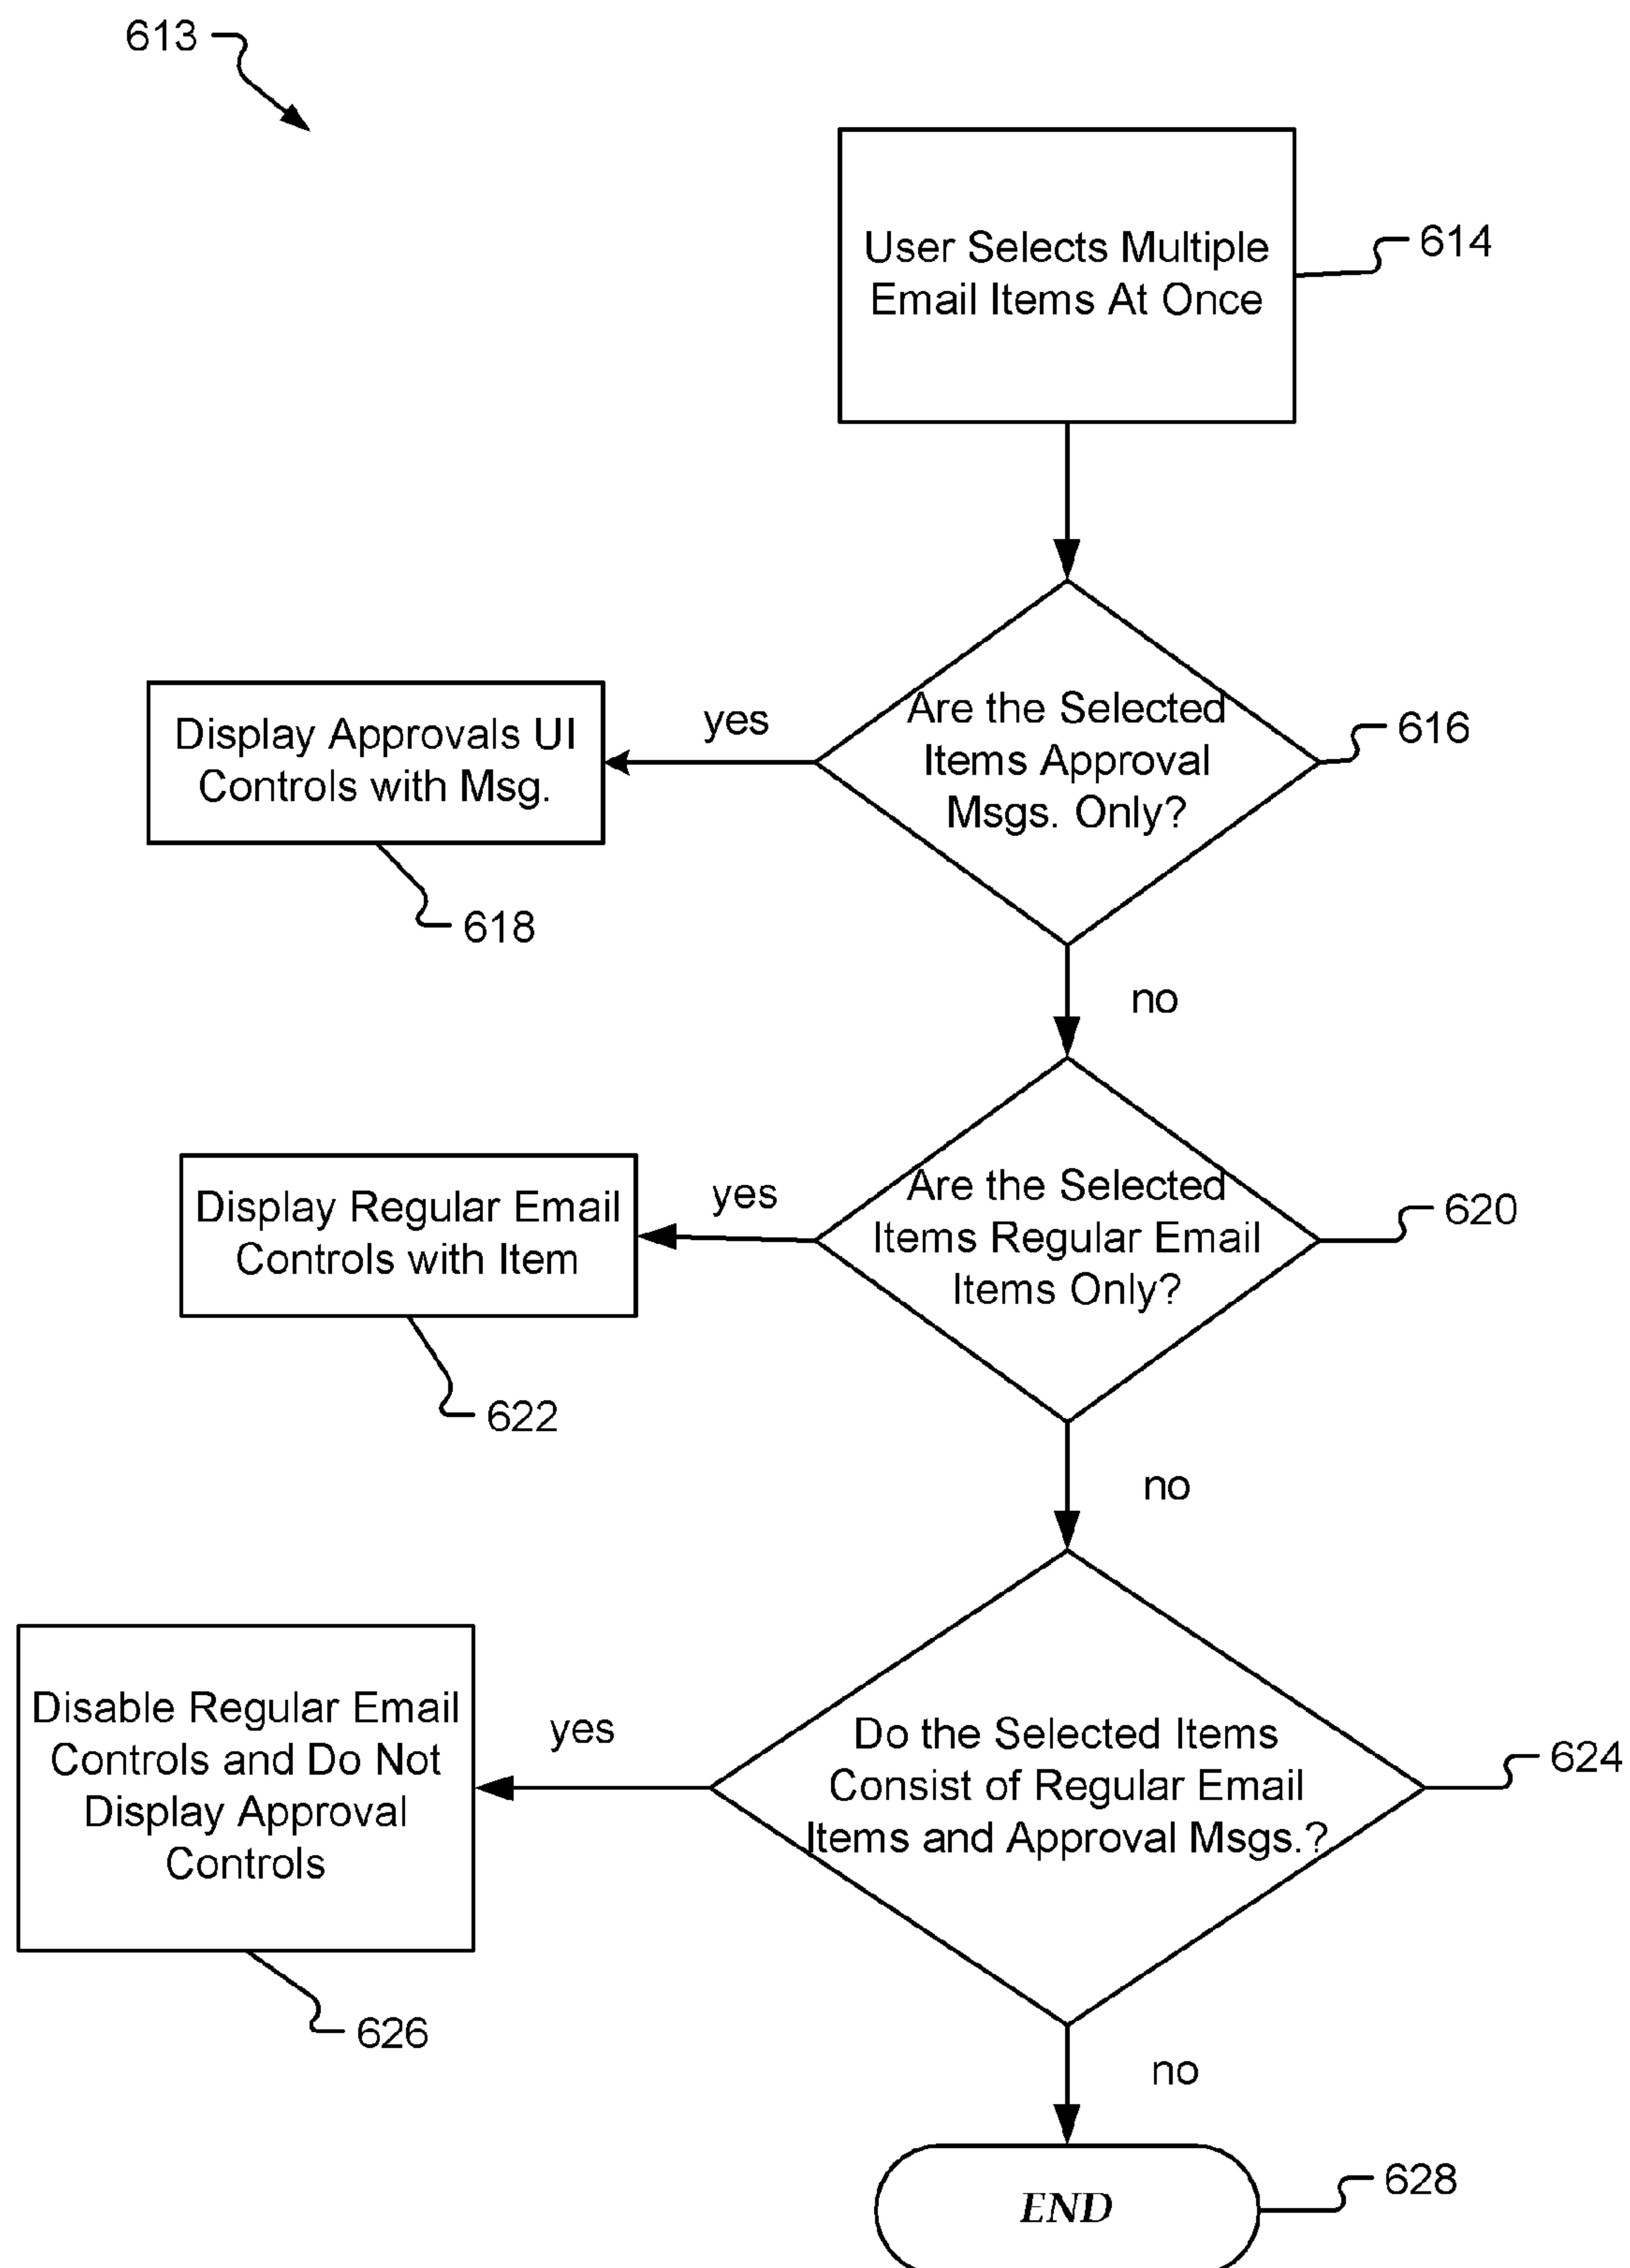 613
User Selects Multiple
Email Items At Once
614
Are the Selected
Items Approval
Msgs. Only?
616
yes
Display Approvals UI
Controls with Msg.
618
no
Are the Selected
Items Regular Email
Items Only?
620
yes
Display Regular Email
Controls with Item
622
no
Do the Selected Items
Consist of Regular Email
Items and Approval Msgs.?
624
yes
Disable Regular Email
Controls and Do Not
Display Approval
Controls
626
no
END
628